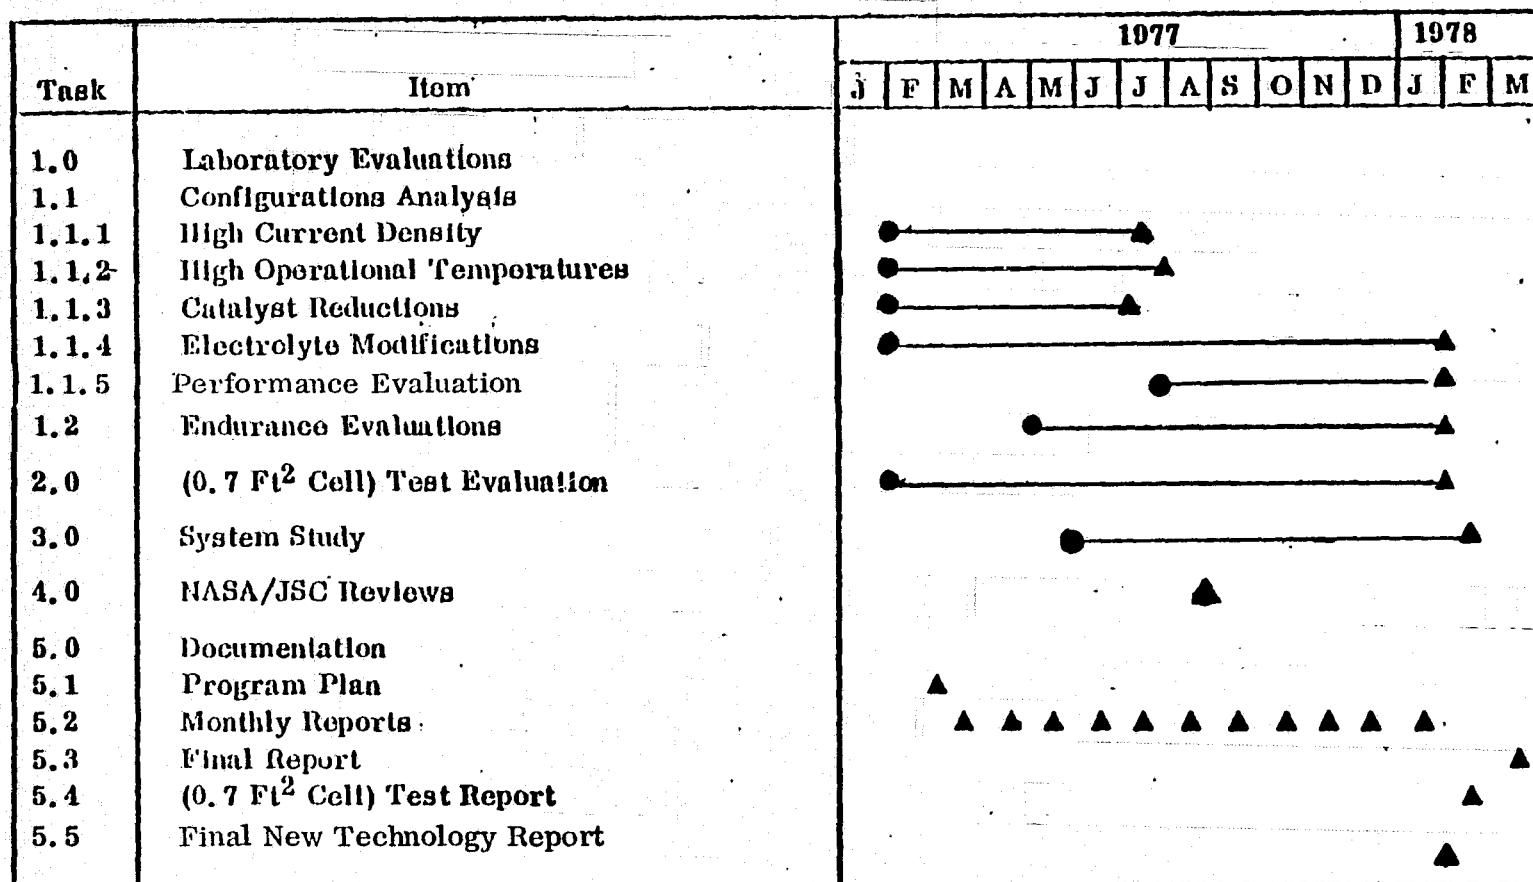 1977 1978
Task Item J F M A M J J A S O N D J F M
1.0 Laboratory Evaluations
1.1 Configurations Analysis
1.1.1 High Current Density
1.1.2 High Operational Temperatures
1.1.3 Catalyst Reductions
1.1.4 Electrolyte Modifications
1.1.5 Performance Evaluation
1.2 Endurance Evaluations
2.0 (0.7 Ft² Cell) Test Evaluation
3.0 System Study
4.0 NASA/JSC Reviews
5.0 Documentation
5.1 Program Plan
5.2 Monthly Reports
5.3 Final Report
5.4 (0.7 Ft² Cell) Test Report
5.5 Final New Technology Report